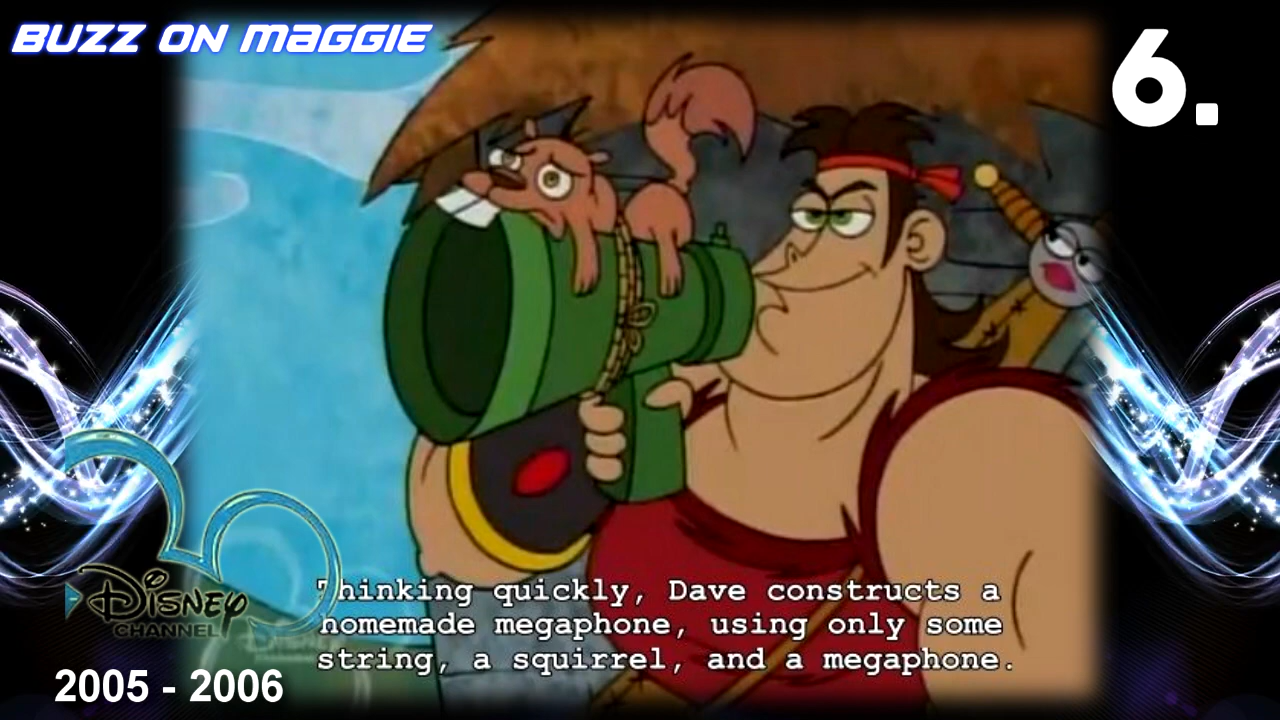 BUZZ ON MAGGIE
6.
Disney
CHANNEL
Thinking quickly, Dave constructs a
homemade megaphone, using only some
string, a squirrel, and a megaphone.
2005 - 2006